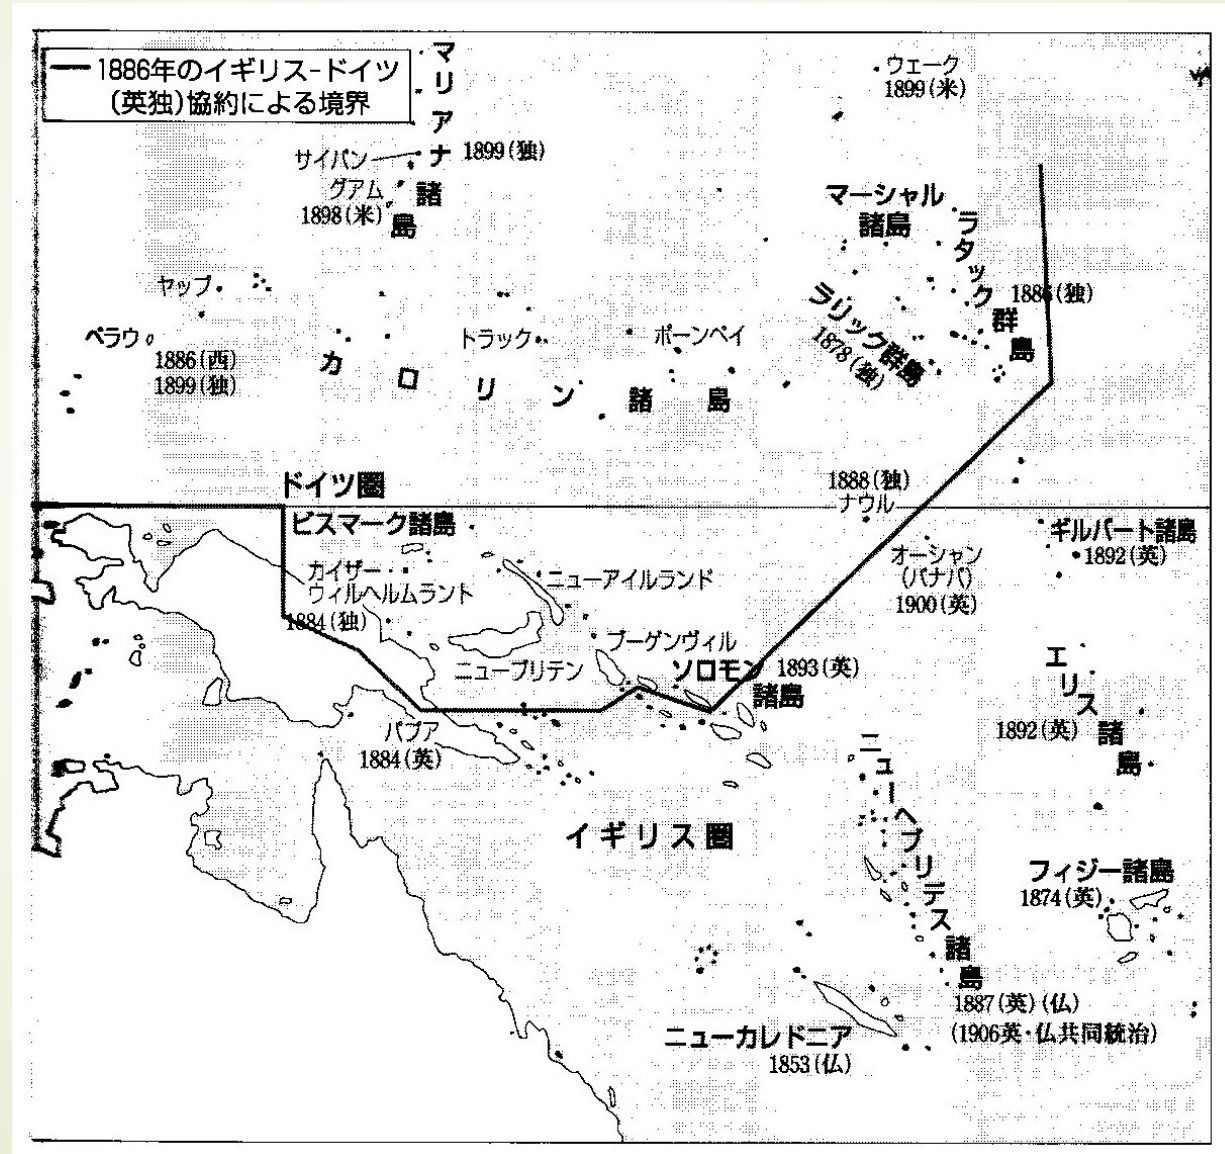 1886年のイギリス-ドイツ
(英独)協約による境界
マリアナ諸島
1899(独)
サイパン
グアム
1898(米)
ウェーク
1899(米)
マーシャル
諸島
ラタック群島
1886(独)
ラリック群島
1878(独)
ヤップ
ペラウ
1886(西)
1899(独)
トラック
ポーンペイ
カロリン諸島
ドイツ圏
ビスマーク諸島
1888(独)
ナウル
ギルバート諸島
1892(英)
オーシャン
(バナバ)
1900(英)
カイザー
ウィルヘルムラント
1884(独)
ニューアイルランド
ニューブリテン
ブーゲンヴィル
ソロモン
諸島
1893(英)
エリス諸島
1892(英)
パプア
1884(英)
イギリス圏
ニューヘブリデス諸島
1887(英)(仏)
(1906英・仏共同統治)
フィジー諸島
1874(英)
ニューカレドニア
1853(仏)